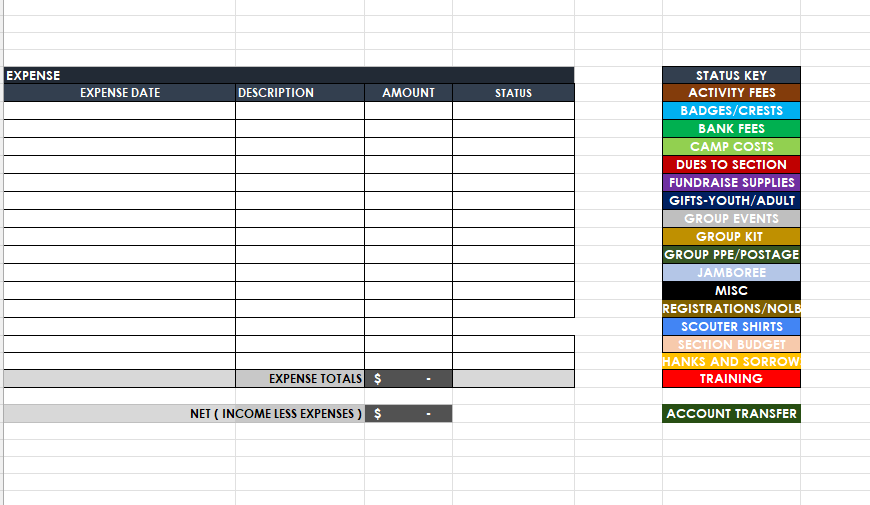 EXPENSE
EXPENSE DATE DESCRIPTION AMOUNT STATUS
EXPENSE TOTALS $ -
NET ( INCOME LESS EXPENSES ) $ -
STATUS KEY
ACTIVITY FEES
BADGES/CRESTS
BANK FEES
CAMP COSTS
DUES TO SECTION
FUNDRAISE SUPPLIES
GIFTS-YOUTH/ADULT
GROUP EVENTS
GROUP KIT
GROUP PPE/POSTAGE
JAMBOREE
MISC
REGISTRATIONS/NOLB
SCOUTER SHIRTS
SECTION BUDGET
HANKS AND SORROW
TRAINING
ACCOUNT TRANSFER